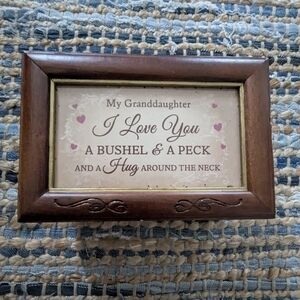 My Granddaughter
I Love You
A BUSHEL & A PECK
AND A Hug AROUND THE NECK